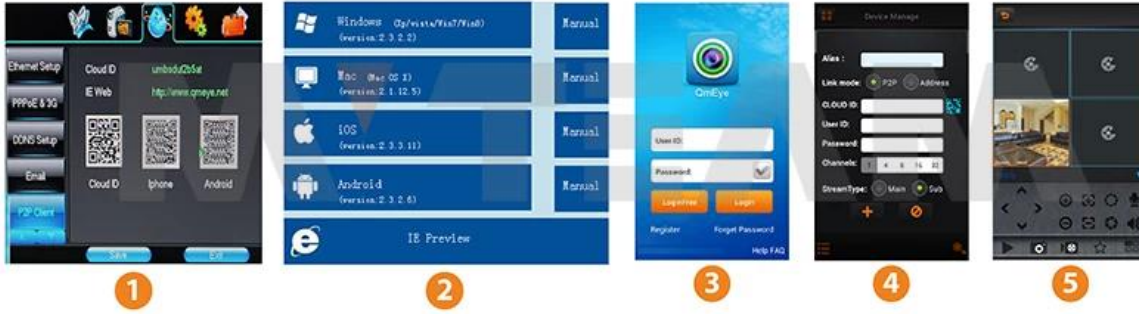 Ethernet Setup
PPPoE & 3G
DDNS Setup
Email
P2P Client
Cloud ID
umbsdut2b5at
IE Web
http://www.qmeye.net
Cloud ID
Iphone
Android
Save
Exit
1
Windows (Xp/vista/Win7/Win8)
(version:2.3.2.2)
Manual
Mac (Mac OS X)
(version:2.1.12.5)
Manual
iOS
(version:2.3.3.11)
Manual
Android
(version:2.3.2.6)
Manual
IE Preview
2
QmEye
User ID:
Password:
LoginFree
Login
Register
Forget Password
Help FAQ
3
Device Manage
Alias :
Link mode:
P2P
Address
CLOUD ID:
User ID:
Password:
Channels:
1 4 8 16 32
StreamType:
Main
Sub
4
5